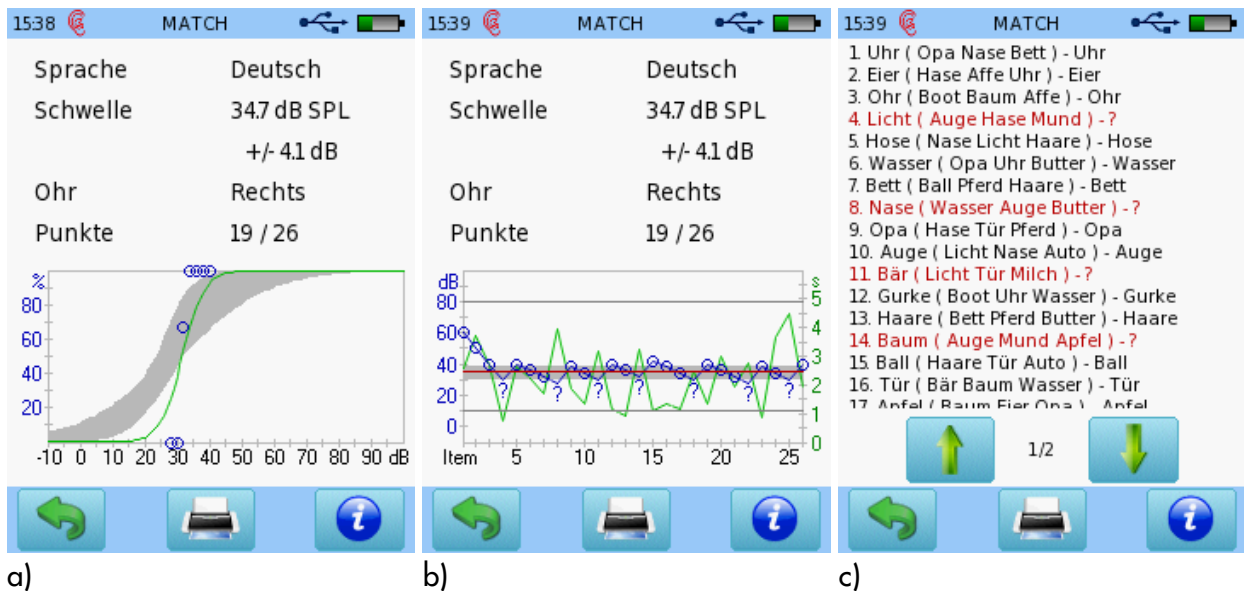 15:38 MATCH
Sprache Deutsch
Schwelle 34.7 dB SPL
+/- 4.1 dB
Ohr Rechts
Punkte 19 / 26
%
80
60
40
20
-10 0 10 20 30 40 50 60 70 80 90 dB
a)
15:39 MATCH
Sprache Deutsch
Schwelle 34.7 dB SPL
+/- 4.1 dB
Ohr Rechts
Punkte 19 / 26
dB s
80 5
60 4
40 3
20 2
0 1
0
? ? ? ? ? ? ?
Item 5 10 15 20 25
b)
15:39 MATCH
1. Uhr ( Opa Nase Bett ) - Uhr
2. Eier ( Hase Affe Uhr ) - Eier
3. Ohr ( Boot Baum Affe ) - Ohr
4. Licht ( Auge Hase Mund ) - ?
5. Hose ( Nase Licht Haare ) - Hose
6. Wasser ( Opa Uhr Butter ) - Wasser
7. Bett ( Ball Pferd Haare ) - Bett
8. Nase ( Wasser Auge Butter ) - ?
9. Opa ( Hase Tür Pferd ) - Opa
10. Auge ( Licht Nase Auto ) - Auge
11. Bär ( Licht Tür Milch ) - ?
12. Gurke ( Boot Uhr Wasser ) - Gurke
13. Haare ( Bett Pferd Butter ) - Haare
14. Baum ( Auge Mund Apfel ) - ?
15. Ball ( Haare Tür Auto ) - Ball
16. Tür ( Bär Baum Wasser ) - Tür
17. Apfel ( Baum Eier Opa ) - Apfel
1/2
i
c)